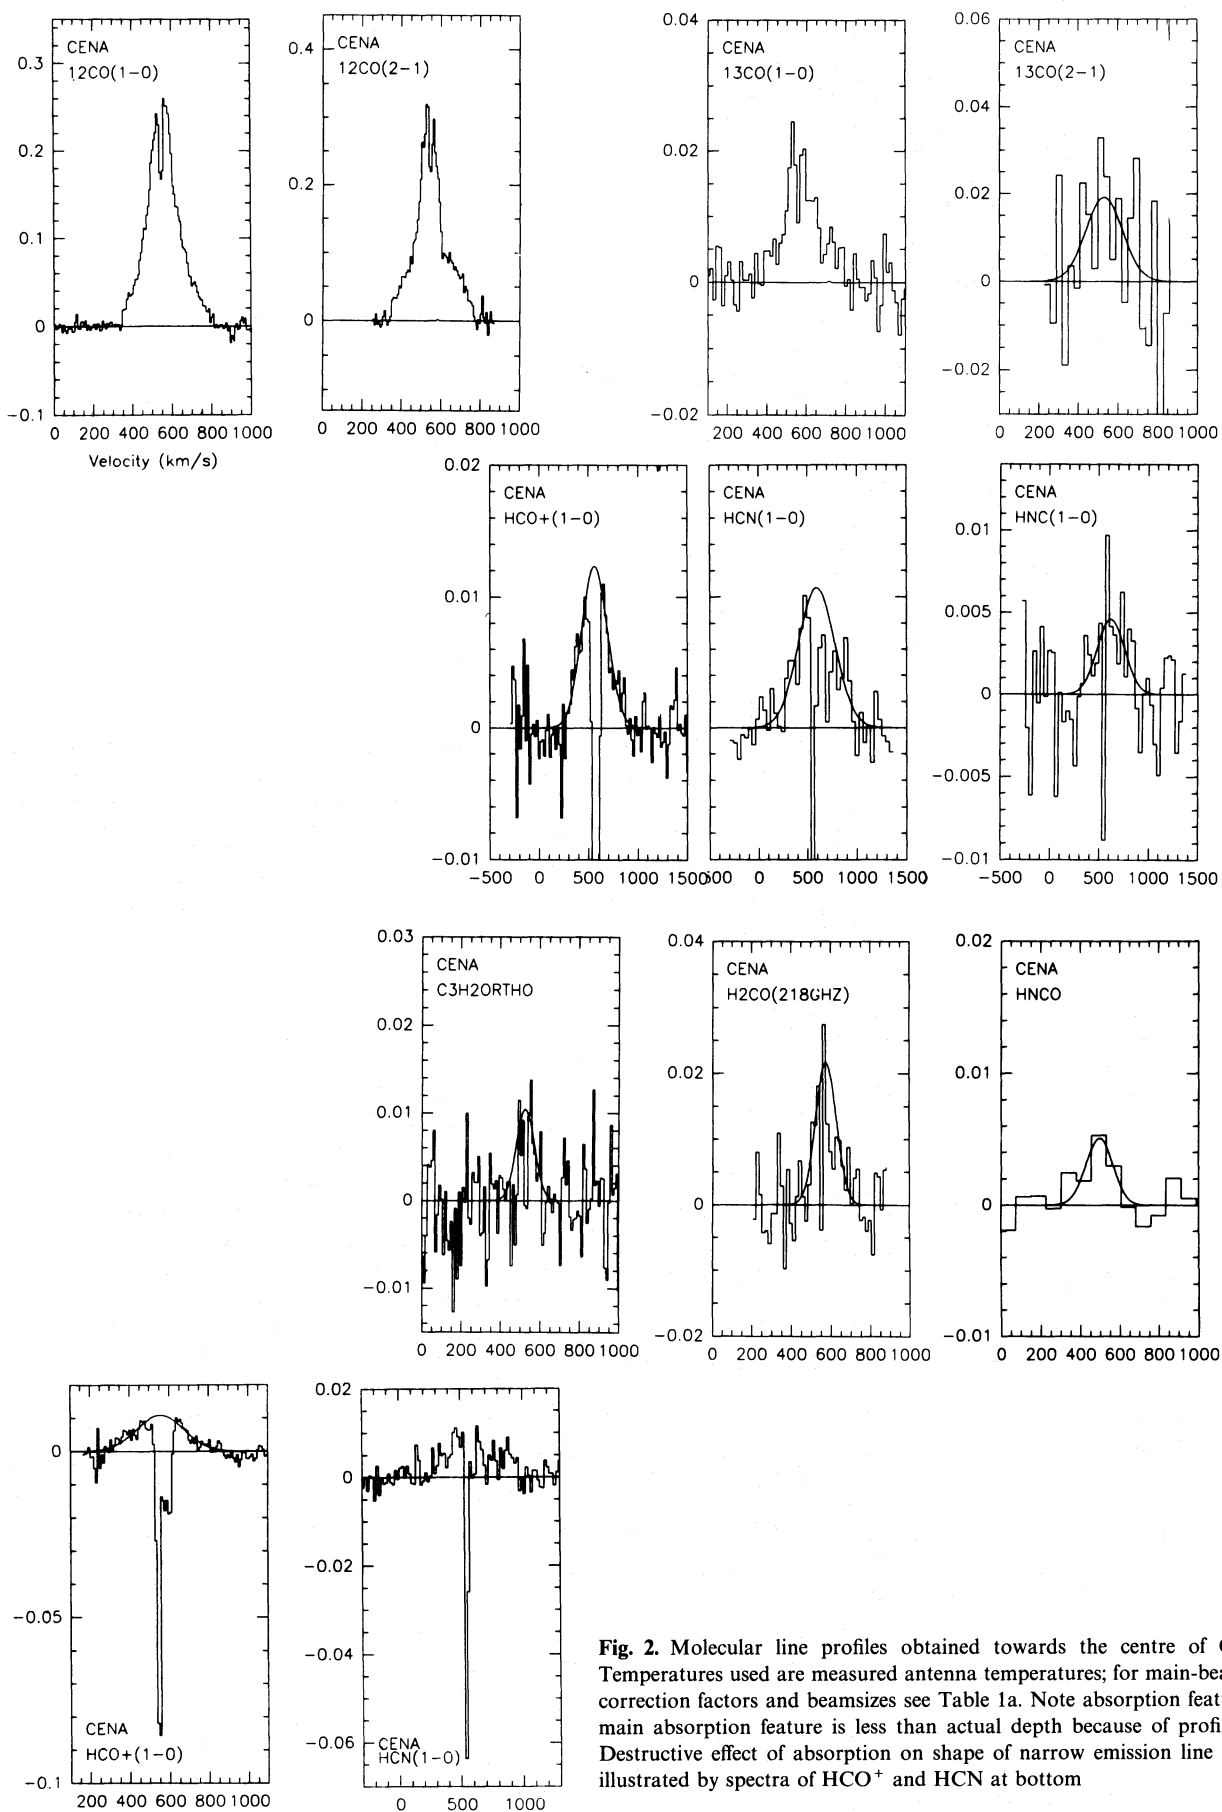 CENA
12CO(1-0)
0.3
0.2
0.1
0
-0.1
0 200 400 600 800 1000
Velocity (km/s)
CENA
12CO(2-1)
0.4
0.2
0
0 200 400 600 800 1000
CENA
13CO(1-0)
0.04
0.02
0
-0.02
200 400 600 800 1000
CENA
13CO(2-1)
0.06
0.04
0.02
0
-0.02
0 200 400 600 800 1000
CENA
HCO+(1-0)
0.02
0.01
0
-0.01
-500 0 500 1000 1500
CENA
HCN(1-0)
0 500 1000 1500
CENA
HNC(1-0)
0.01
0.005
0
-0.005
-0.01
-500 0 500 1000 1500
CENA
C3H2ORTHO
0.03
0.02
0.01
0
-0.01
0 200 400 600 800 1000
CENA
H2CO(218GHZ)
0.04
0.02
0
-0.02
0 200 400 600 800 1000
CENA
HNCO
0.02
0.01
0
-0.01
0 200 400 600 800 1000
0
-0.05
-0.1
CENA
HCO+(1-0)
200 400 600 800 1000
0.02
0
-0.02
-0.04
-0.06
CENA
HCN(1-0)
0 500 1000
Fig. 2. Molecular line profiles obtained towards the centre of
Temperatures used are measured antenna temperatures; for main-bea
correction factors and beamsizes see Table 1a. Note absorption feat
main absorption feature is less than actual depth because of profi
Destructive effect of absorption on shape of narrow emission line
illustrated by spectra of HCO+ and HCN at bottom